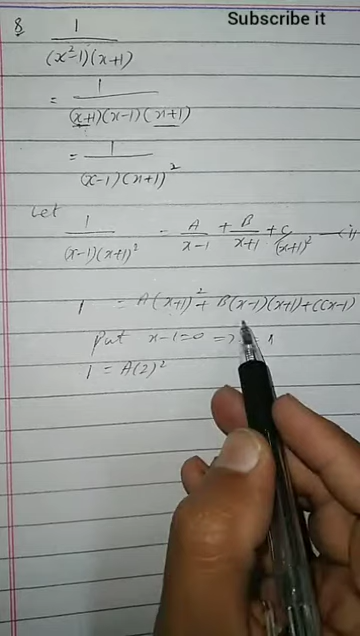 Subscribe it
8 1/(x²-1)(x+1)
= 1/(x+1)(x-1)(x+1)
= 1/(x-1)(x+1)²
Let
1/(x-1)(x+1)² = A/x-1 + B/x+1 + C/(x+1)² —(i)
1 = A(x+1)² + B(x-1)(x+1) + C(x-1)
Put x-1=0 =>
1 = A(2)²